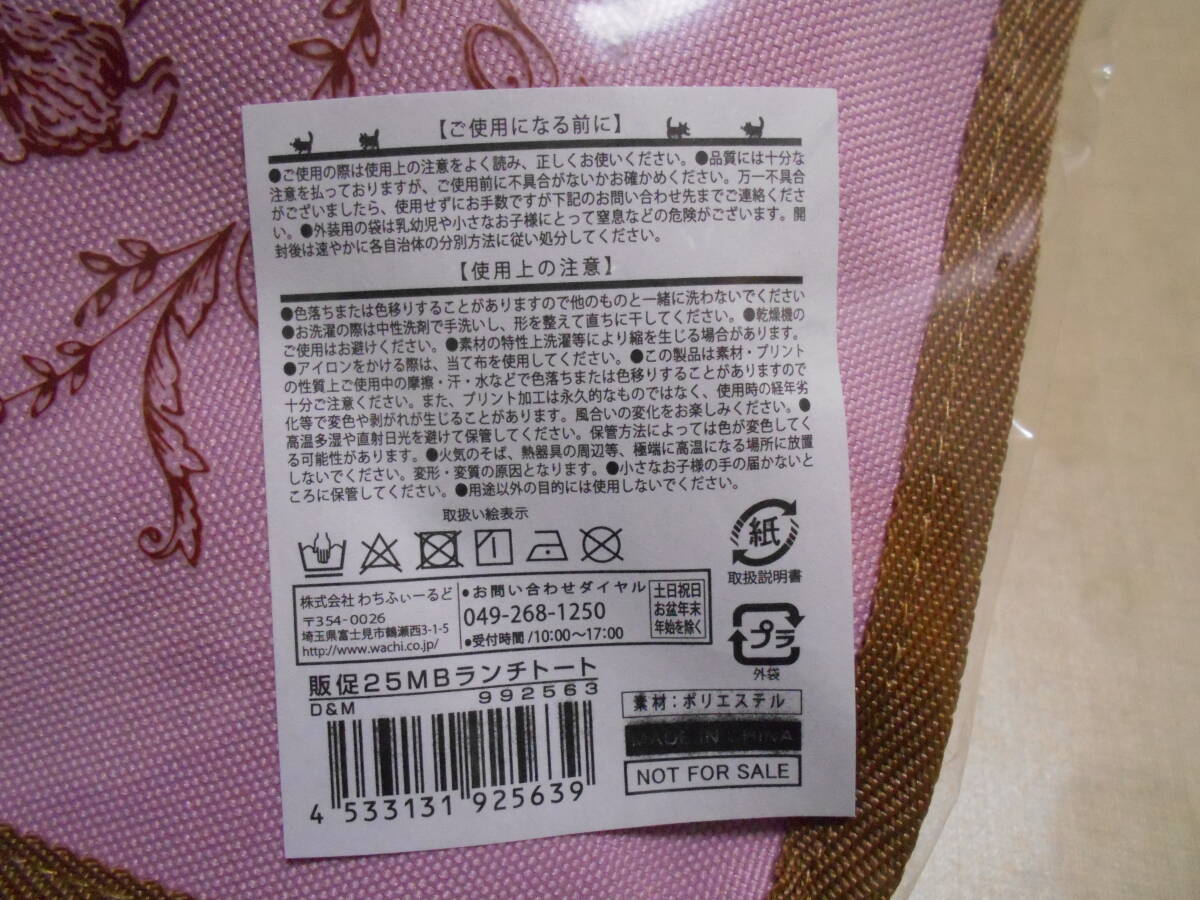 【ご使用になる前に】
●ご使用の際は使用上の注意をよく読み、正しくお使いください。●品質には十分な
注意を払っておりますが、ご使用前に不具合がないかお確かめください。万一不具合
がございましたら、使用せずにお手数ですが下記のお問い合わせ先までご連絡くださ
い。●外装用の袋は乳幼児や小さなお子様にとって窒息などの危険がございます。開
封後は速やかに各自治体の分別方法に従い処分してください。
【使用上の注意】
●色落ちまたは色移りすることがありますので他のものと一緒に洗わないでください
●お洗濯の際は中性洗剤で手洗いし、形を整えて直ちに干してください。●乾燥機の
ご使用はお避けください。●素材の特性上洗濯等により縮を生じる場合があります。
●アイロンをかける際は、当て布を使用してください。●この製品は素材・プリント
の性質上ご使用中の摩擦・汗・水などで色落ちまたは色移りすることがありますので
十分ご注意ください。また、プリント加工は永久的なものではなく、使用時の経年劣
化等で変色や剥がれが生じることがあります。風合いの変化をお楽しみください。●
高温多湿や直射日光を避けて保管してください。保管方法によっては色が変色してく
る可能性があります。●火気のそば、熱器具の周辺等、極端に高温になる場所に放置
しないでください。変形・変質の原因となります。●小さなお子様の手の届かないと
ころに保管してください。●用途以外の目的には使用しないでください。
取扱い絵表示
紙
取扱説明書
株式会社 わちふぃーるど
〒354-0026
埼玉県富士見市鶴瀬西3-1-5
http://www.wachi.co.jp/
●お問い合わせダイヤル
049-268-1250
●受付時間/10:00〜17:00
土日祝日
お盆年末
年始を除く
プラ
外袋
販促25MBランチトート
992563
D&M
4 533131 925639
素材:ポリエステル
MADE IN CHINA
NOT FOR SALE